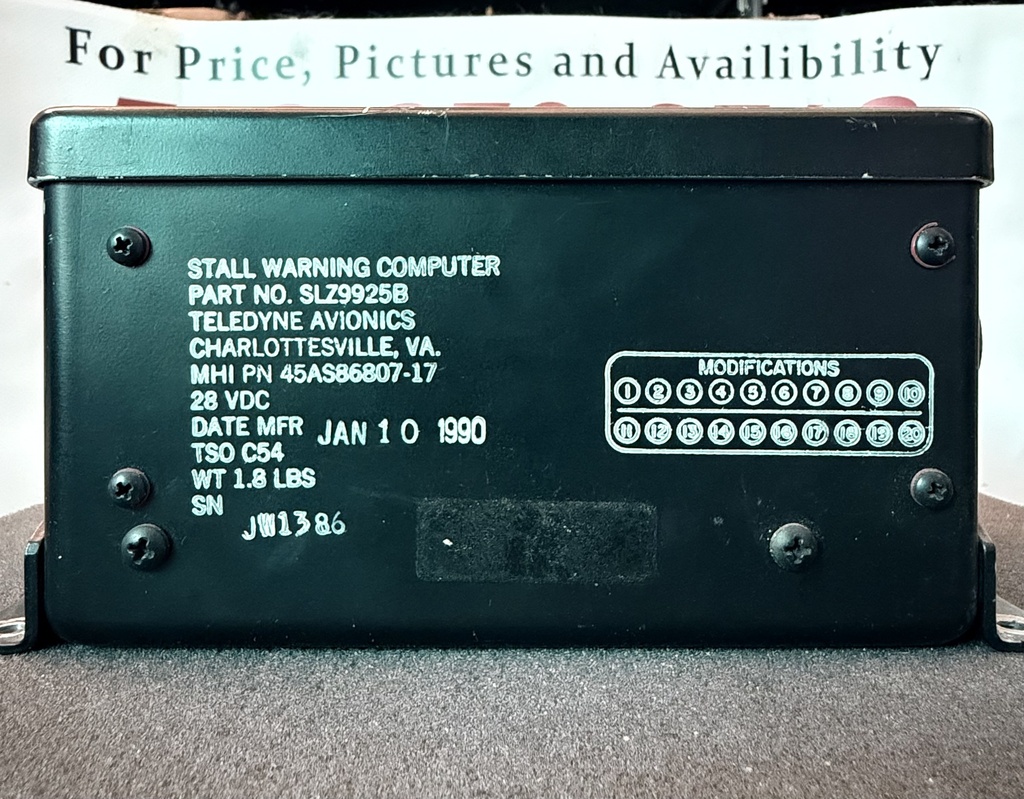 For Price, Pictures and Availibility
STALL WARNING COMPUTER
PART NO. SLZ9925B
TELEDYNE AVIONICS
CHARLOTTESVILLE, VA.
MHI PN 45AS86807-17
28 VDC
DATE MFR JAN 10 1990
TSO C54
WT 1.8 LBS
SN JW1386
MODIFICATIONS
1 2 3 4 5 6 7 8 9 10
11 12 13 14 15 16 17 18 19 20